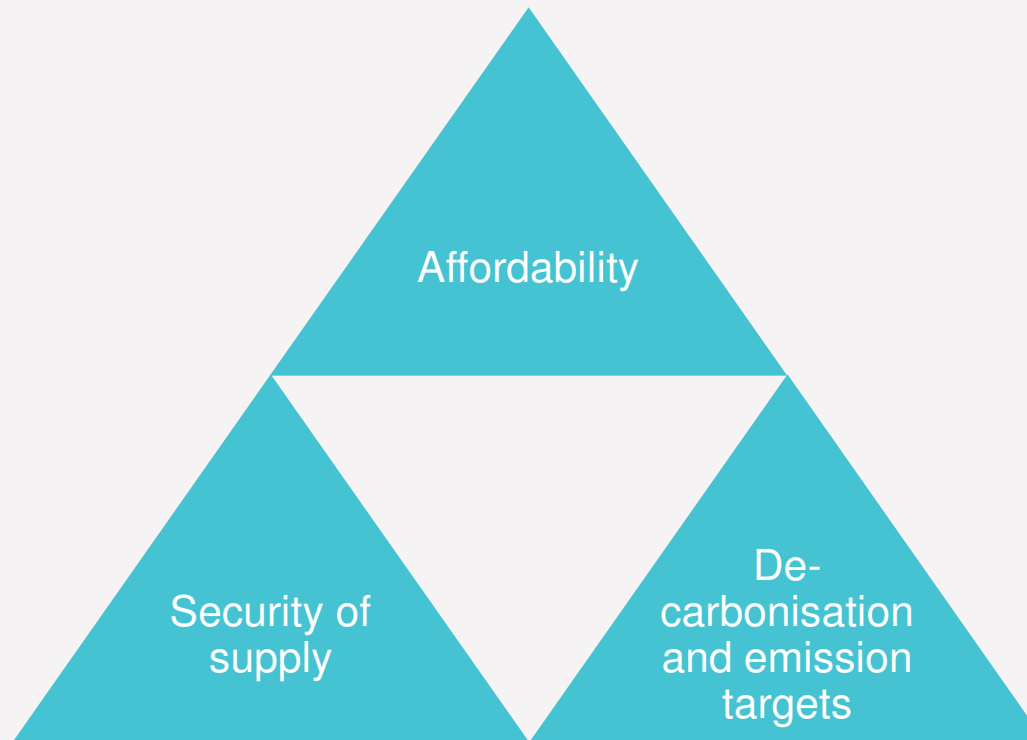 Affordability
Security of
supply
De-
carbonisation
and emission
targets